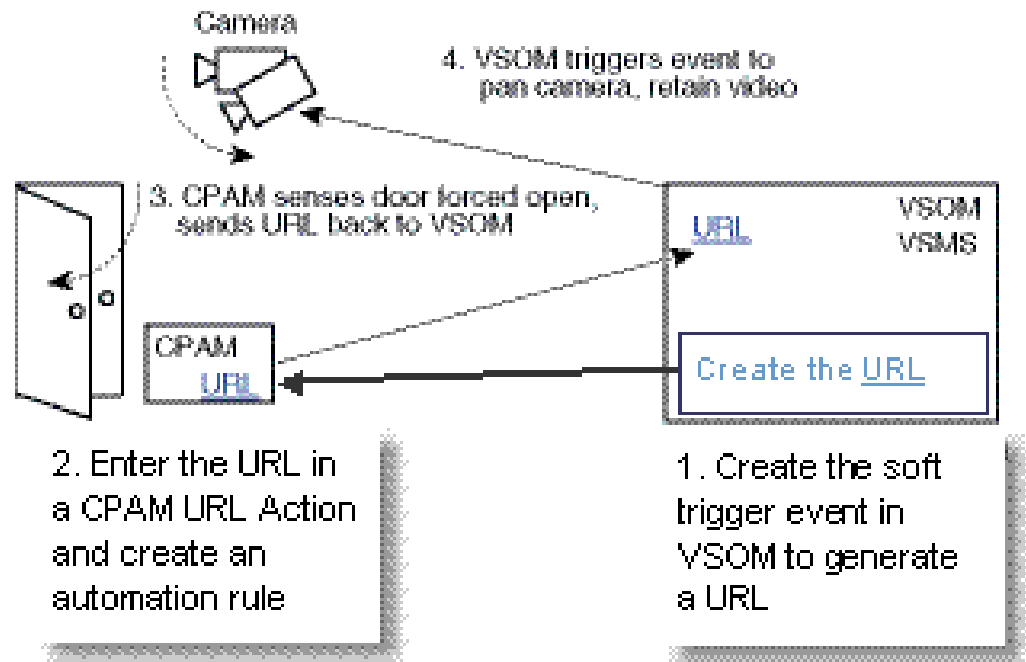 Camera
4. VSOM triggers event to
pan camera, retain video
3. CPAM senses door forced open,
sends URL back to VSOM
URL
VSOM
VSMS
CPAM
URL
Create the URL
2. Enter the URL in
a CPAM URL Action
and create an
automation rule
1. Create the soft
trigger event in
VSOM to generate
a URL